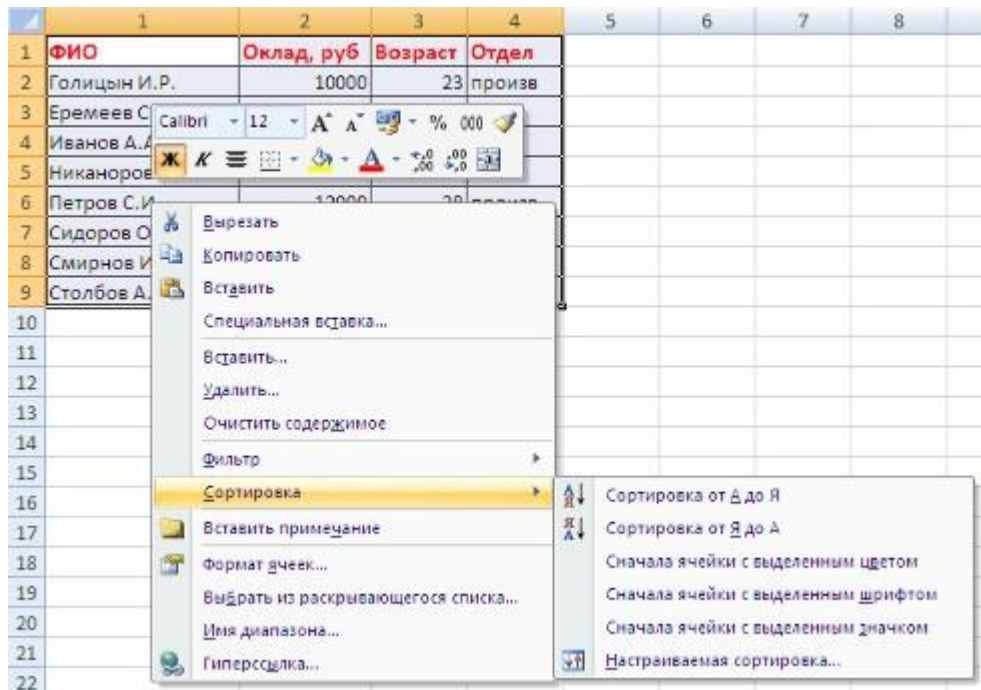 1 2 3 4 5 6 7 8
1 ФИО Оклад, руб Возраст Отдел
2 Голицын И.Р. 10000 23 произв
3 Еремеев С
Calibri 12 % 000
4 Иванов А.А
Ж К
5 Никаноров
6 Петров С.И 12000 28 произв
7 Сидоров О
8 Смирнов И
9 Столбов А.
10
11
12
13
14
15
16
17
18
19
20
21
22
Вырезать
Копировать
Вставить
Специальная вставка...
Вставить...
Удалить...
Очистить содержимое
Фильтр
Сортировка
Вставить примечание
Формат ячеек...
Выбрать из раскрывающегося списка...
Имя диапазона...
Гиперссылка...
Сортировка от А до Я
Сортировка от Я до А
Сначала ячейки с выделенным цветом
Сначала ячейки с выделенным шрифтом
Сначала ячейки с выделенным значком
Настраиваемая сортировка...